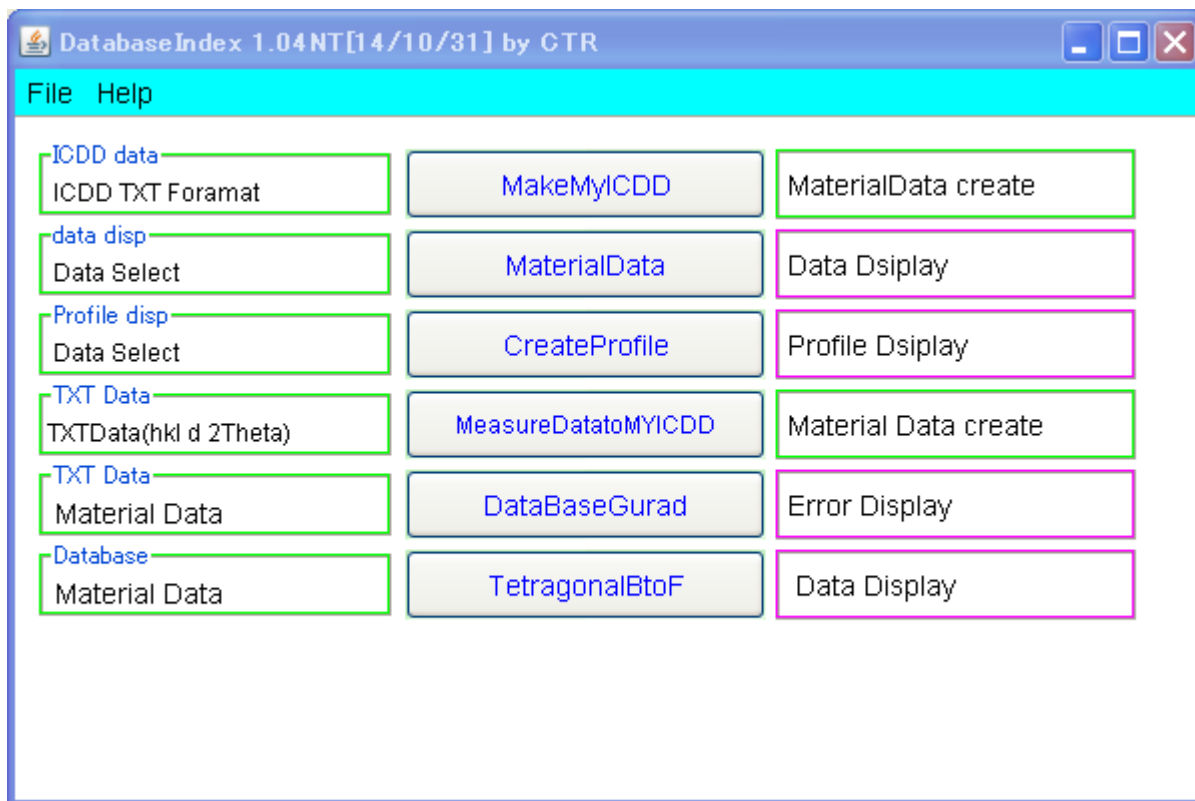 DatabaseIndex 1.04NT[14/10/31] by CTR
File Help
ICDD data
ICDD TXT Foramat
MakeMyICDD
MaterialData create
data disp
Data Select
MaterialData
Data Dsiplay
Profile disp
Data Select
CreateProfile
Profile Dsiplay
TXT Data
TXTData(hkl d 2Theta)
MeasureDatatoMYICDD
Material Data create
TXT Data
Material Data
DataBaseGurad
Error Display
Database
Material Data
TetragonalBtoF
Data Display